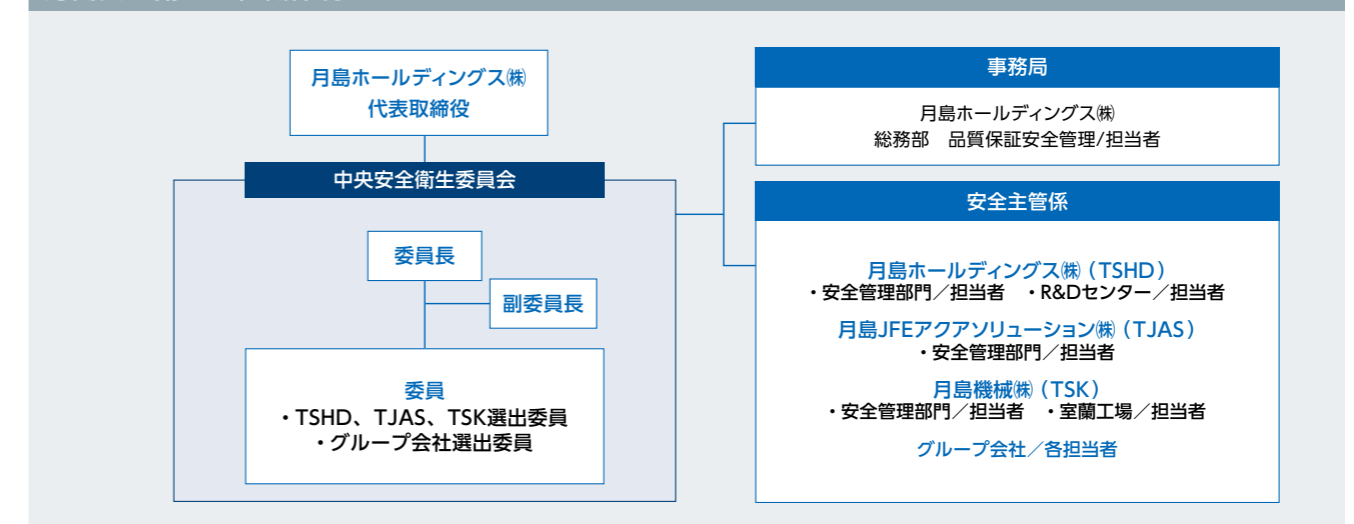 月島ホールディングス㈱
代表取締役
中央安全衛生委員会
委員長
副委員長
委員
・TSHD、TJAS、TSK選出委員
・グループ会社選出委員
事務局
月島ホールディングス㈱
総務部　品質保証安全管理/担当者
安全主管係
月島ホールディングス㈱（TSHD）
・安全管理部門／担当者　・R&Dセンター／担当者
月島JFEアクアソリューション㈱（TJAS）
・安全管理部門／担当者
月島機械㈱（TSK）
・安全管理部門／担当者　・室蘭工場／担当者
グループ会社／各担当者